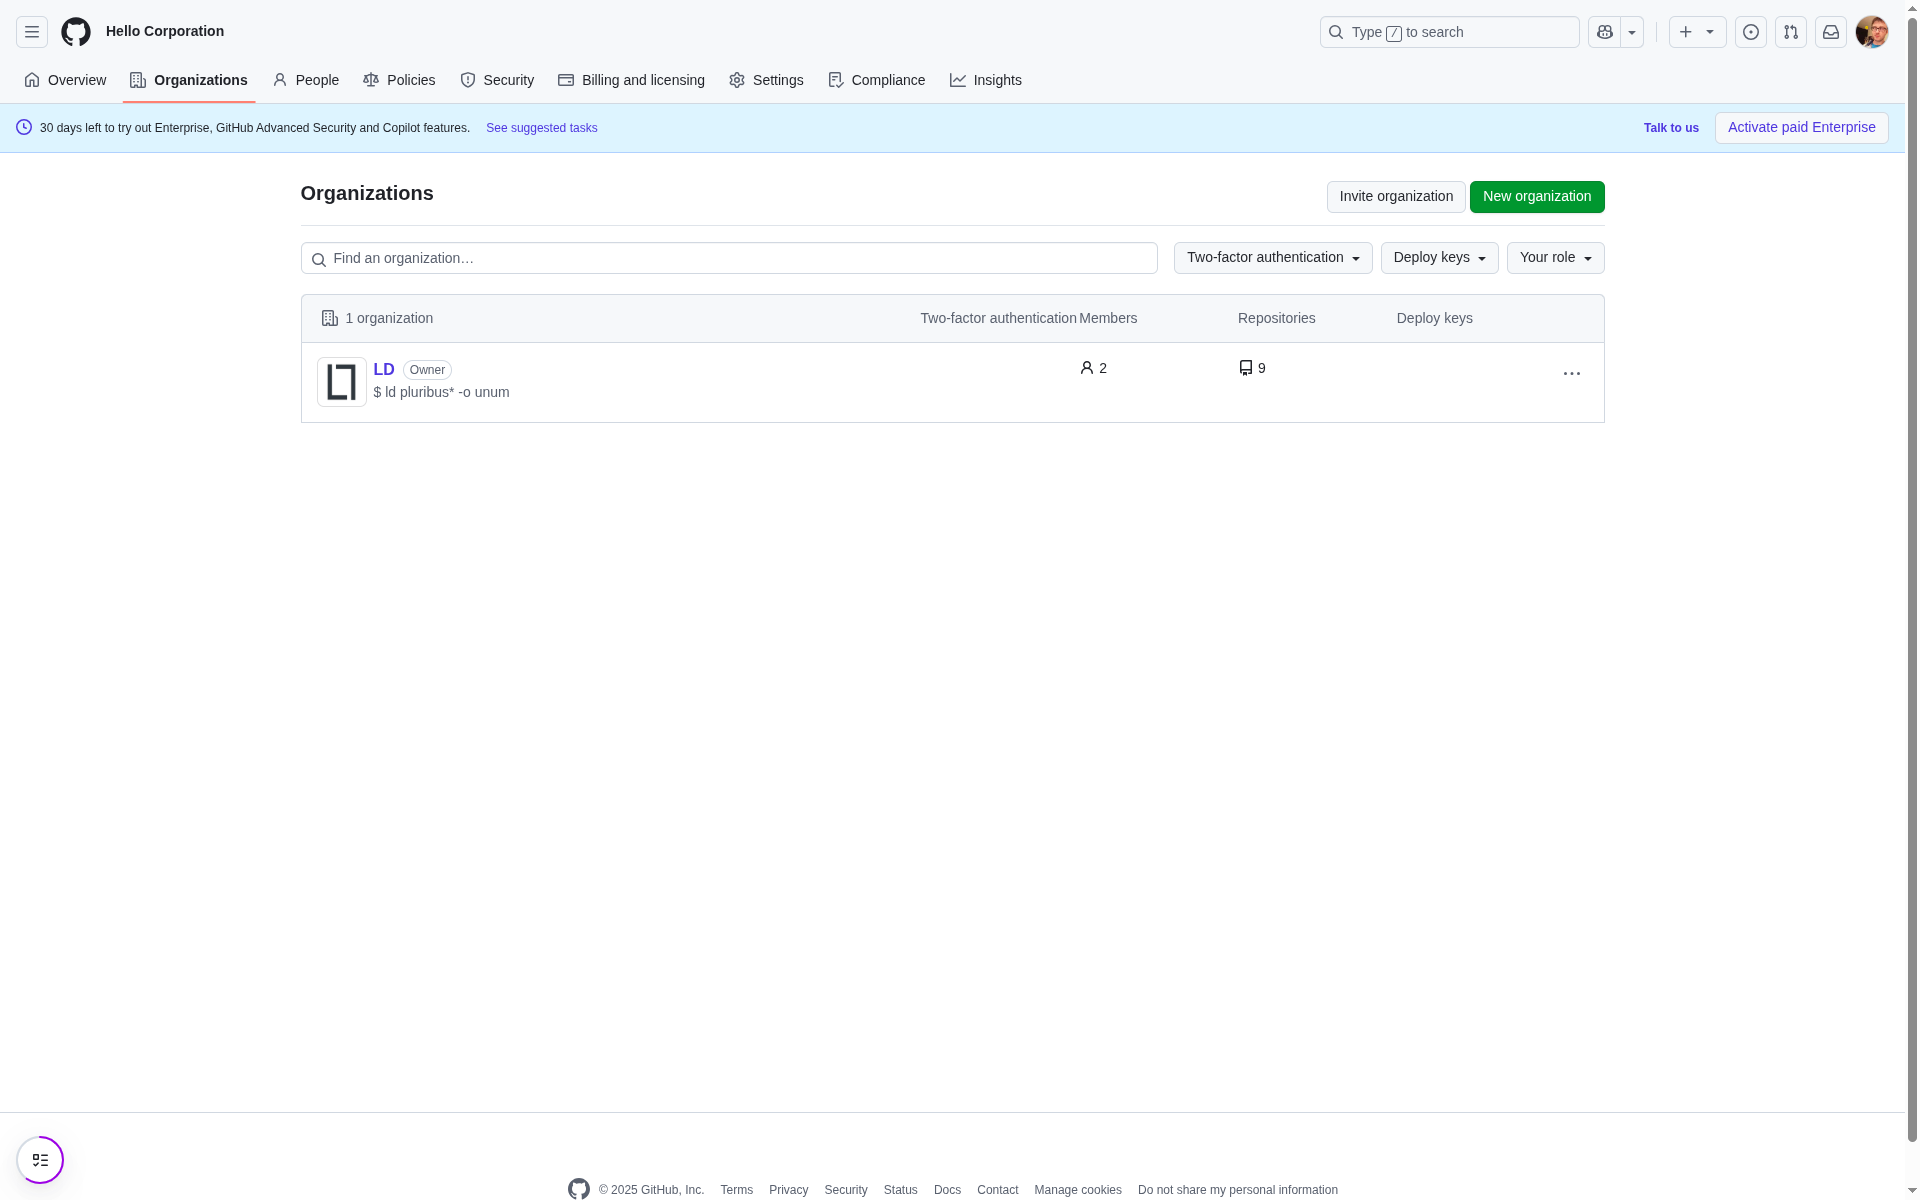 Hello Corporation
Type / to search
Overview Organizations People Policies Security Billing and licensing Settings Compliance Insights
30 days left to try out Enterprise, GitHub Advanced Security and Copilot features. See suggested tasks Talk to us Activate paid Enterprise
Organizations
Invite organization New organization
Find an organization… Two-factor authentication Deploy keys Your role
1 organization Two-factor authentication Members Repositories Deploy keys
LD Owner 2 9
$ ld pluribus* -o unum
© 2025 GitHub, Inc. Terms Privacy Security Status Docs Contact Manage cookies Do not share my personal information